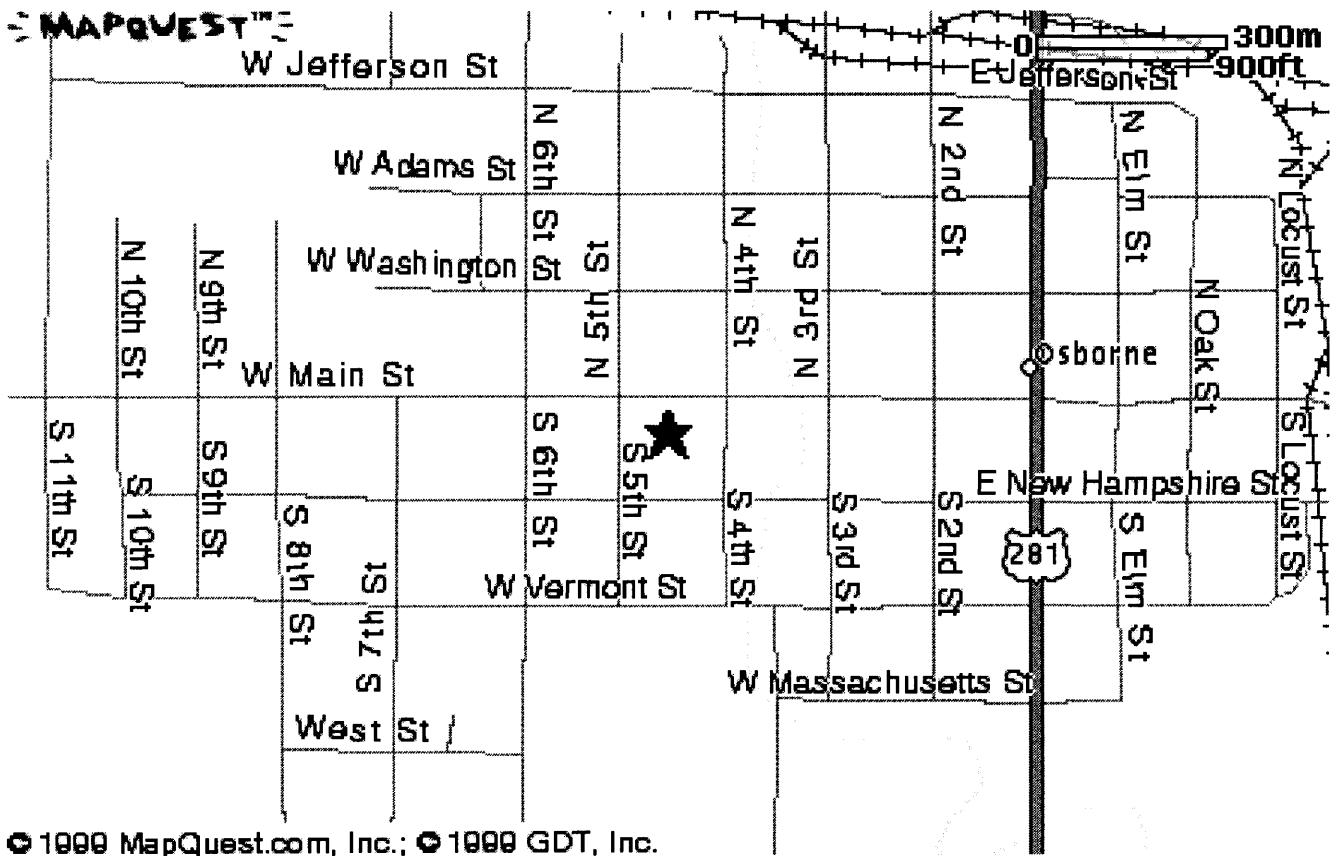 MAPQUEST™
0 300m
900ft
W Jefferson St
E Jefferson St
N 6th St
N 2nd St
N Elm St
W Adams St
N Locust St
N 4th St
N 10th St
N 9th St
W Washington St
N 5th St
N 3rd St
N Oak St
Osborne
W Main St
S 11th St
S 9th St
S 6th St
S 5th St
S Locust St
E New Hampshire St
S 10th St
S 8th St
S 4th St
S 3rd St
S 2nd St
S Elm St
281
S 7th St
W Vermont St
W Massachusetts St
West St
© 1999 MapQuest.com, Inc.; © 1999 GDT, Inc.